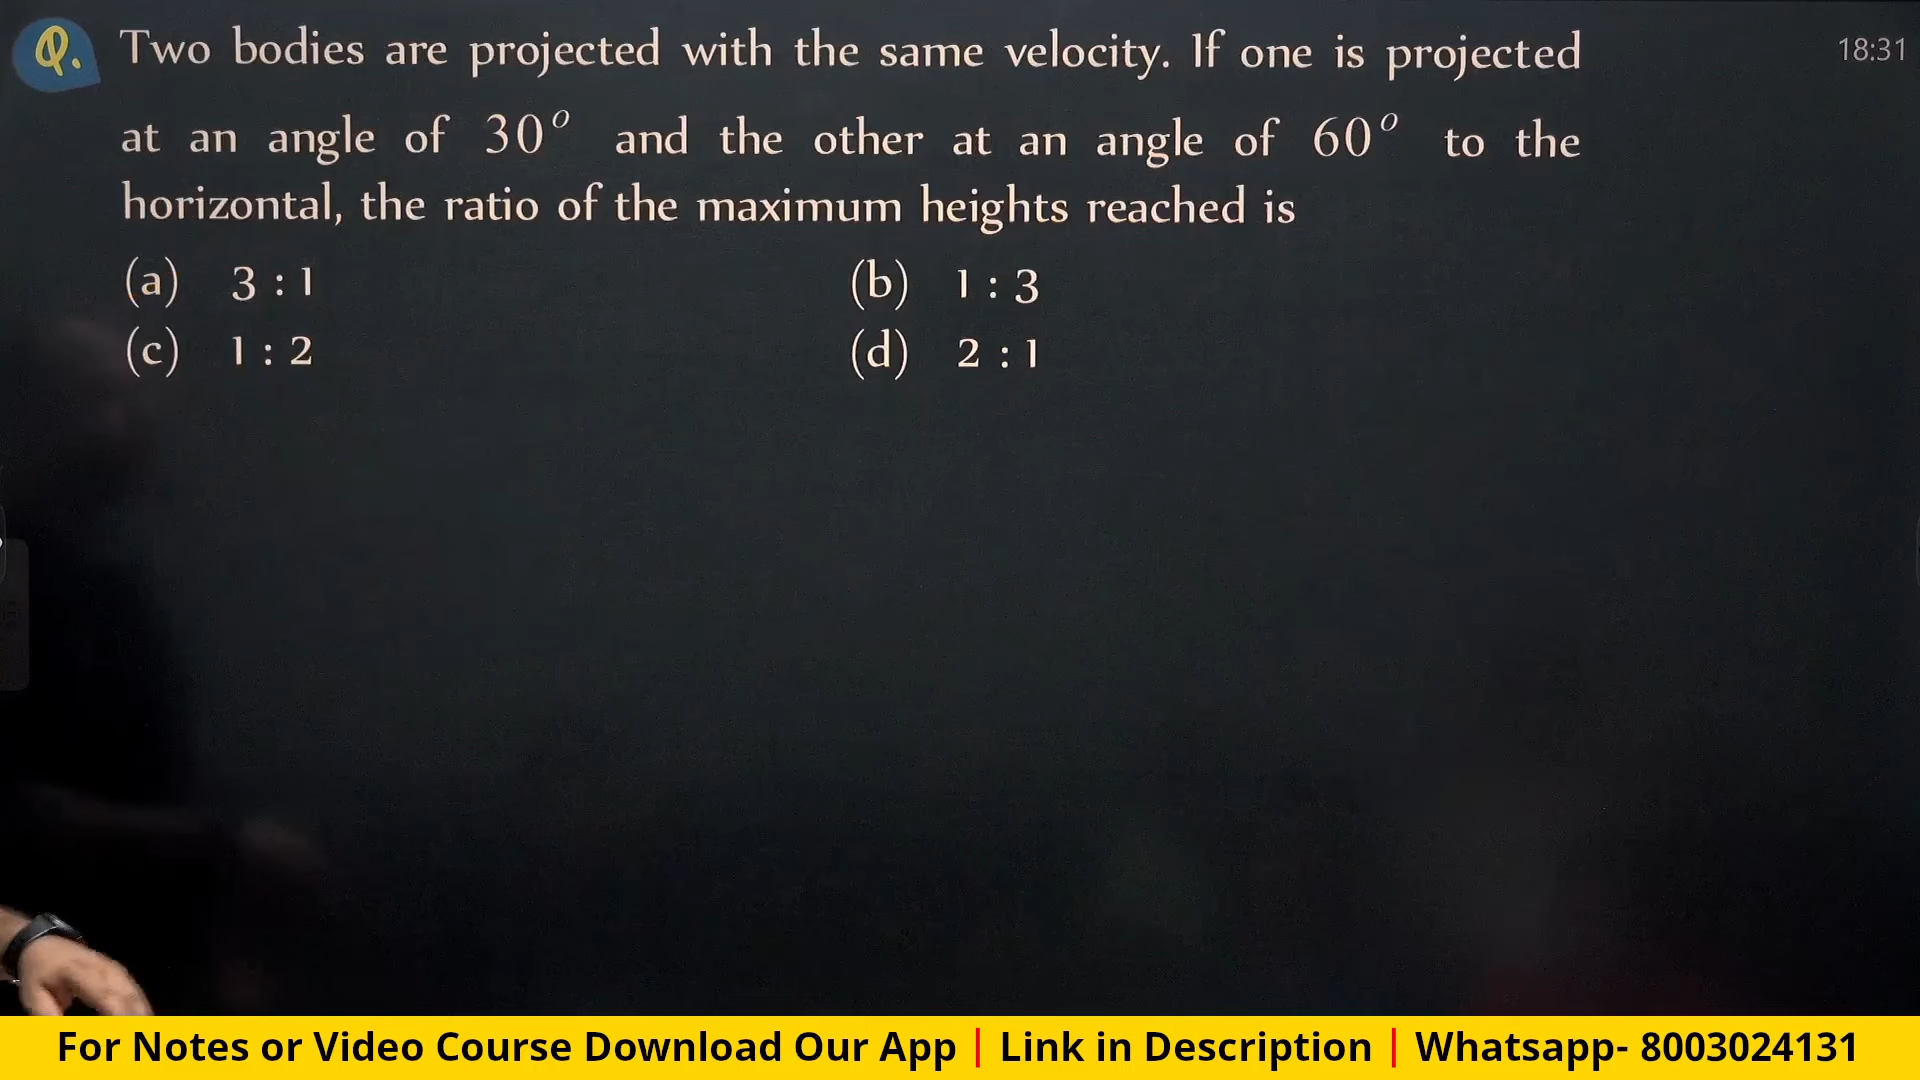 Q. Two bodies are projected with the same velocity. If one is projected
18:31
at an angle of 30° and the other at an angle of 60° to the
horizontal, the ratio of the maximum heights reached is
(a) 3 : 1 (b) 1 : 3
(c) 1 : 2 (d) 2 : 1
For Notes or Video Course Download Our App | Link in Description | Whatsapp- 8003024131